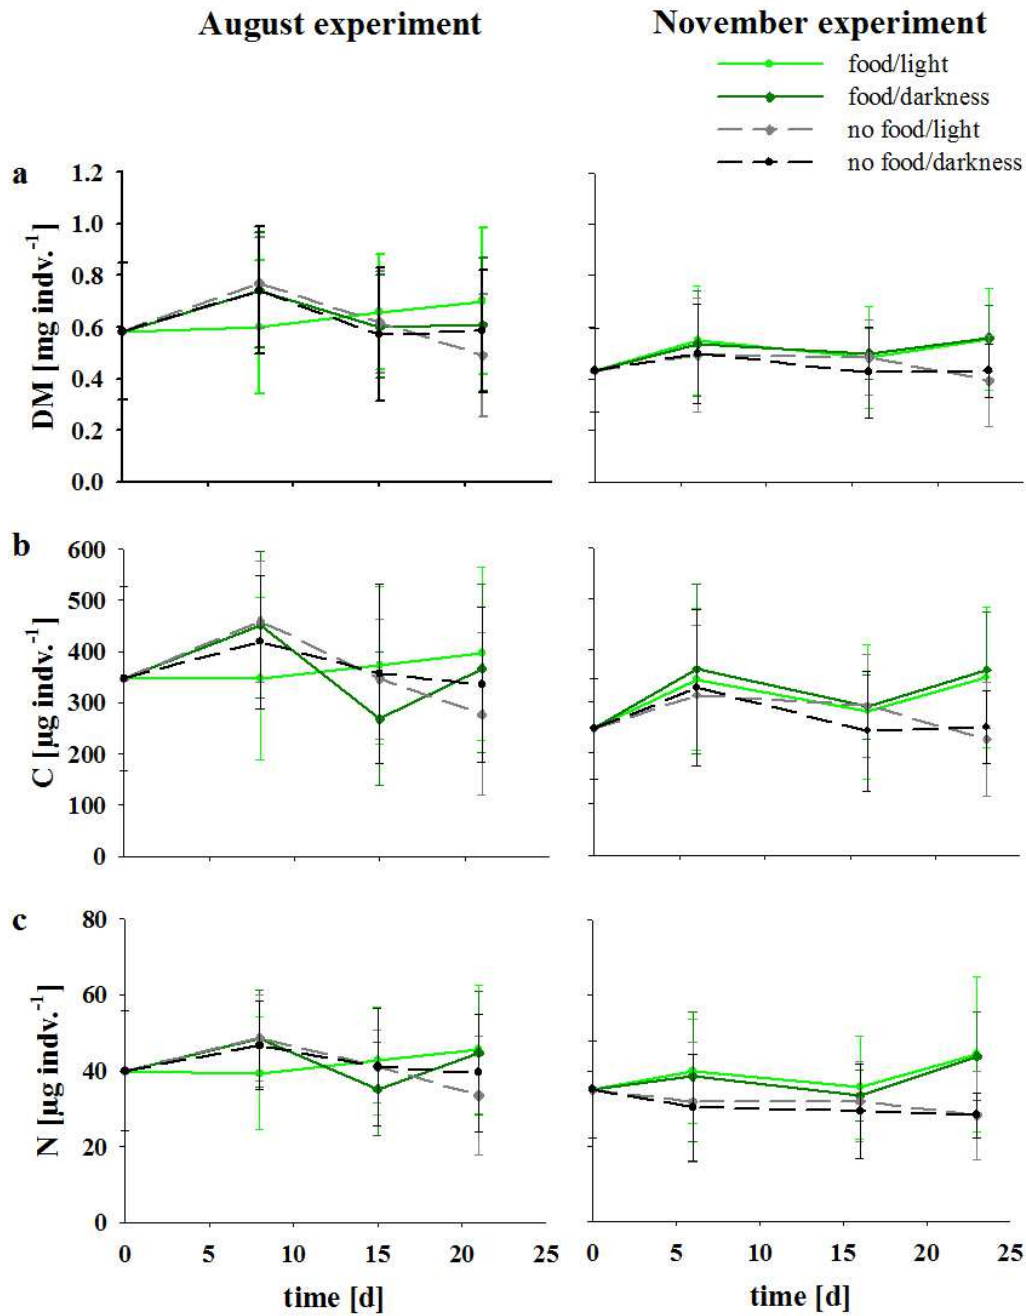 August experiment
November experiment
food/light
food/darkness
no food/light
no food/darkness
a
DM [mg indv.⁻¹]
1.2
1.0
0.8
0.6
0.4
0.2
0.0
b
C [µg indv.⁻¹]
600
500
400
300
200
100
0
c
N [µg indv.⁻¹]
80
60
40
20
0
0 5 10 15 20 25
0 5 10 15 20 25
time [d]
time [d]